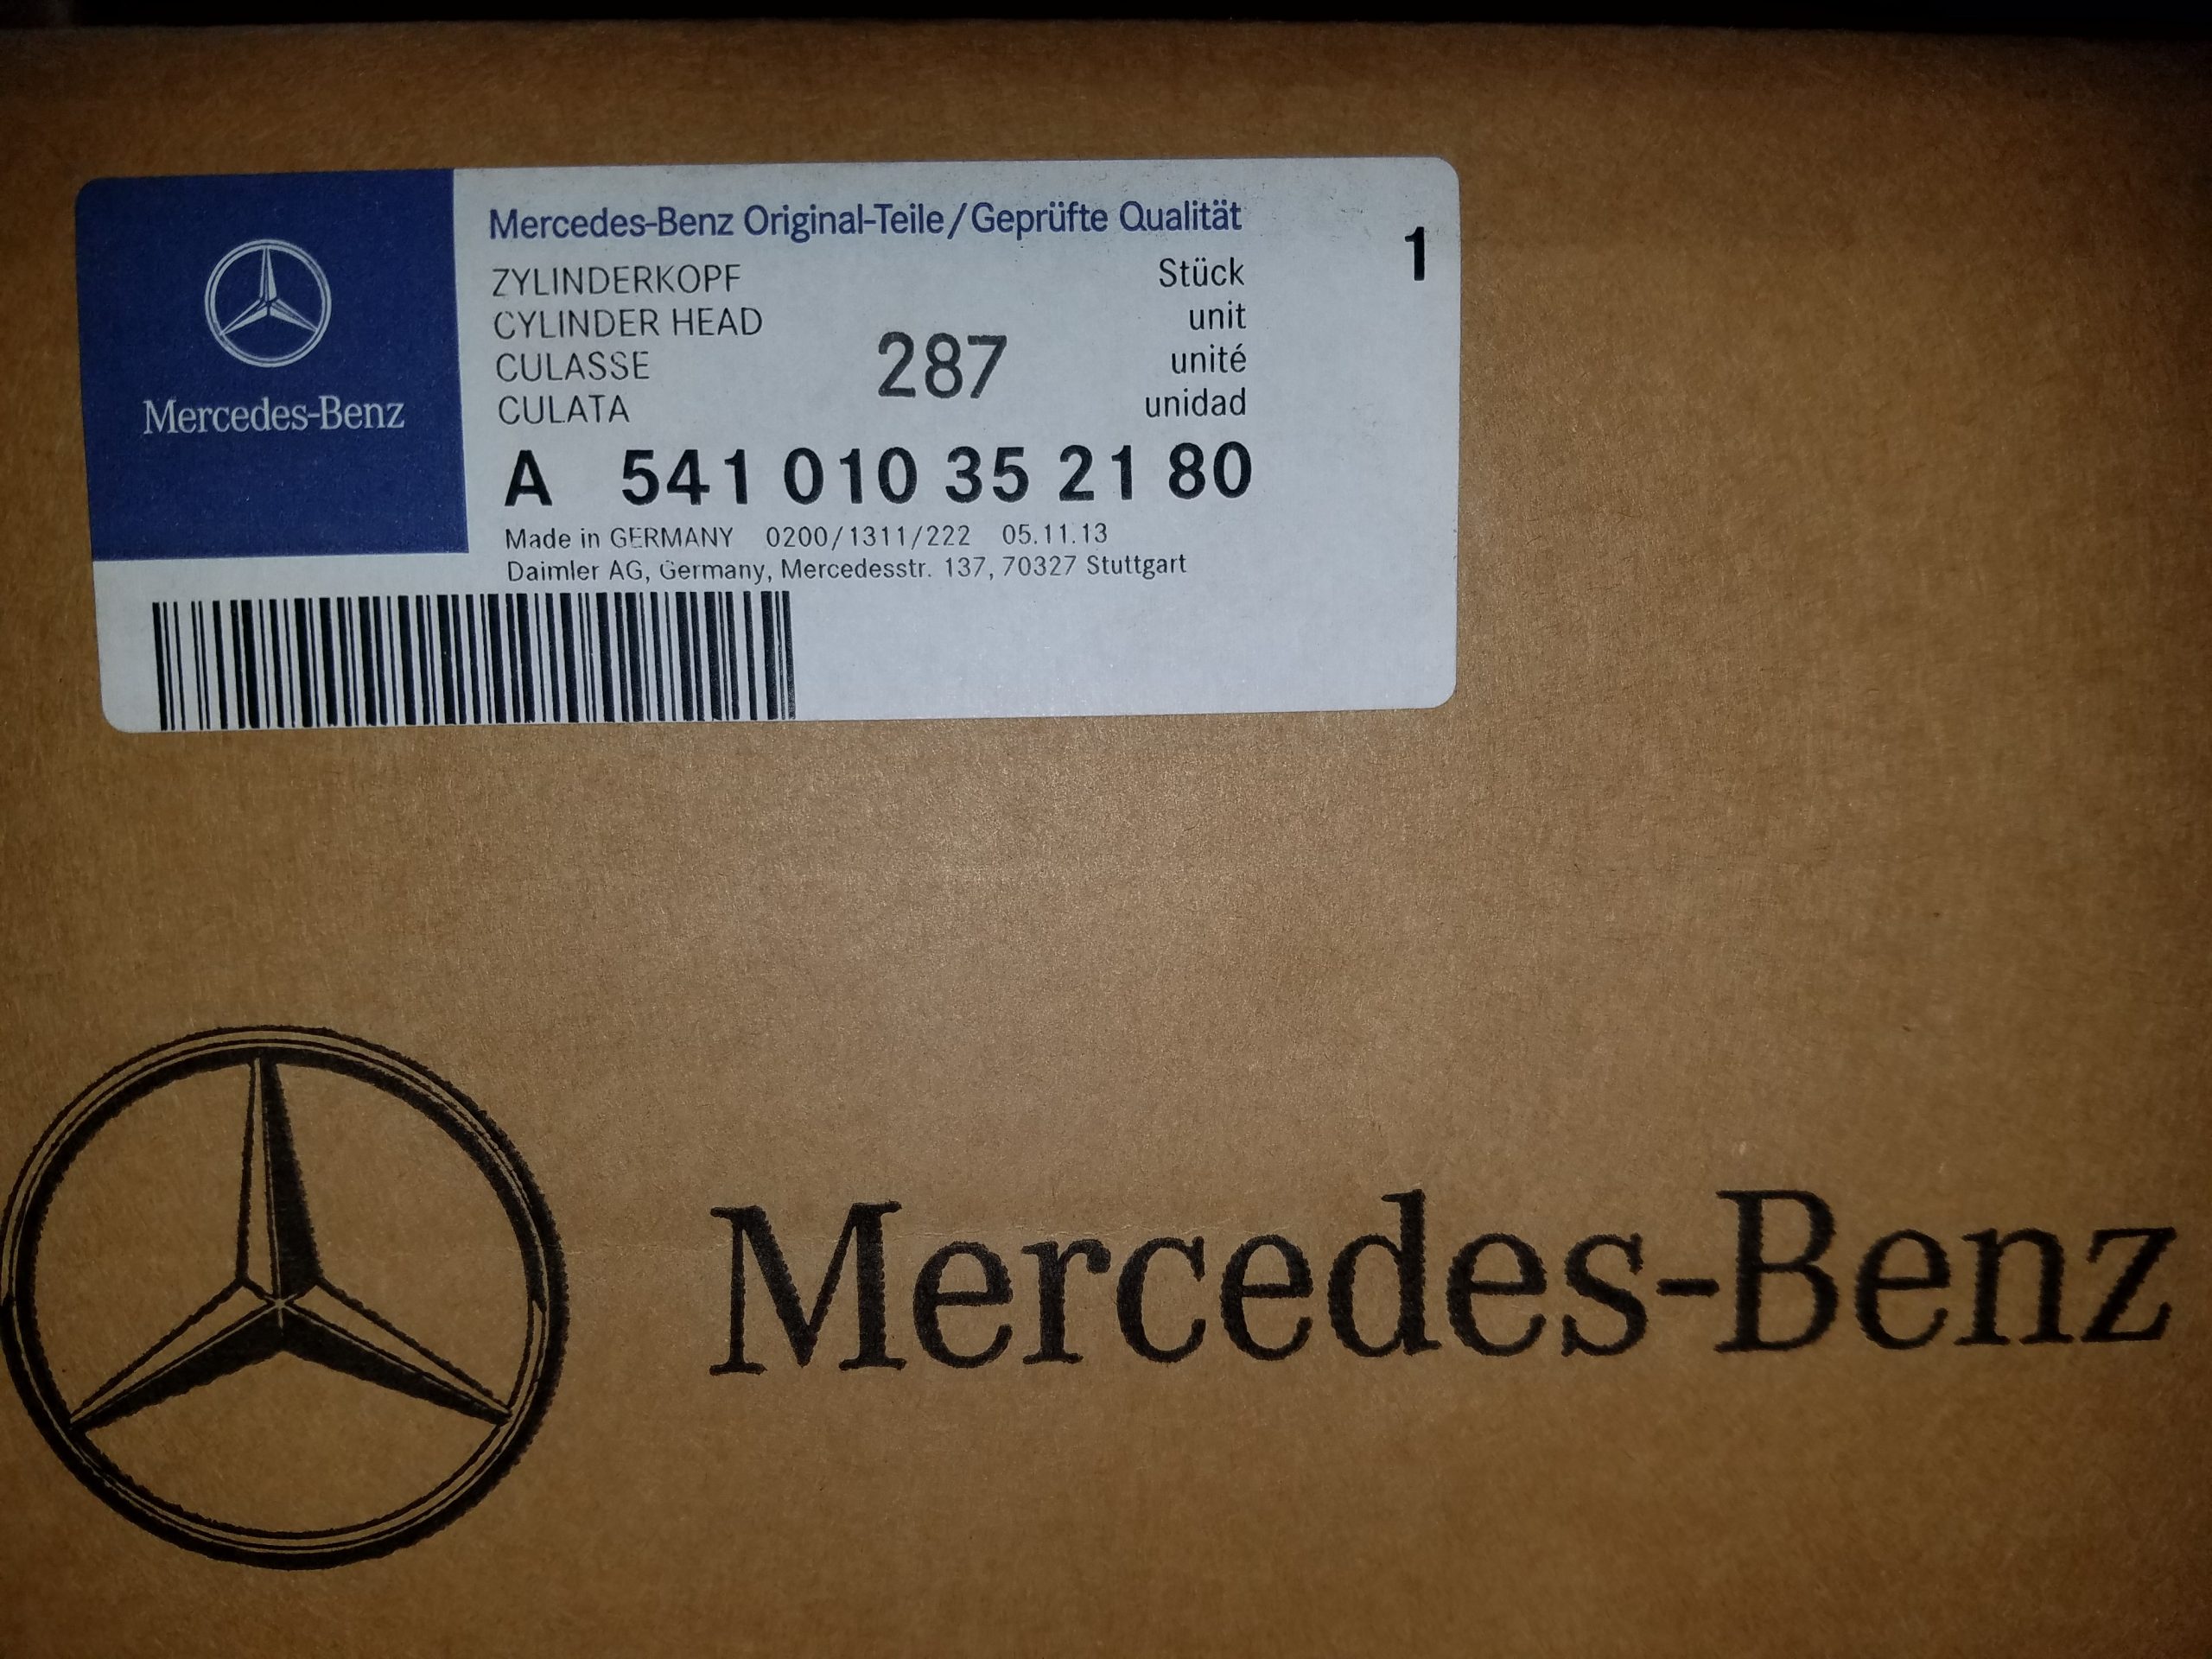 Mercedes-Benz
Mercedes-Benz Original-Teile/Geprüfte Qualität
ZYLINDERKOPF Stück 1
CYLINDER HEAD unit
CULASSE 287 unité
CULATA unidad
A 541 010 35 21 80
Made in GERMANY 0200/1311/222 05.11.13
Daimler AG, Germany, Mercedesstr. 137, 70327 Stuttgart
Mercedes-Benz